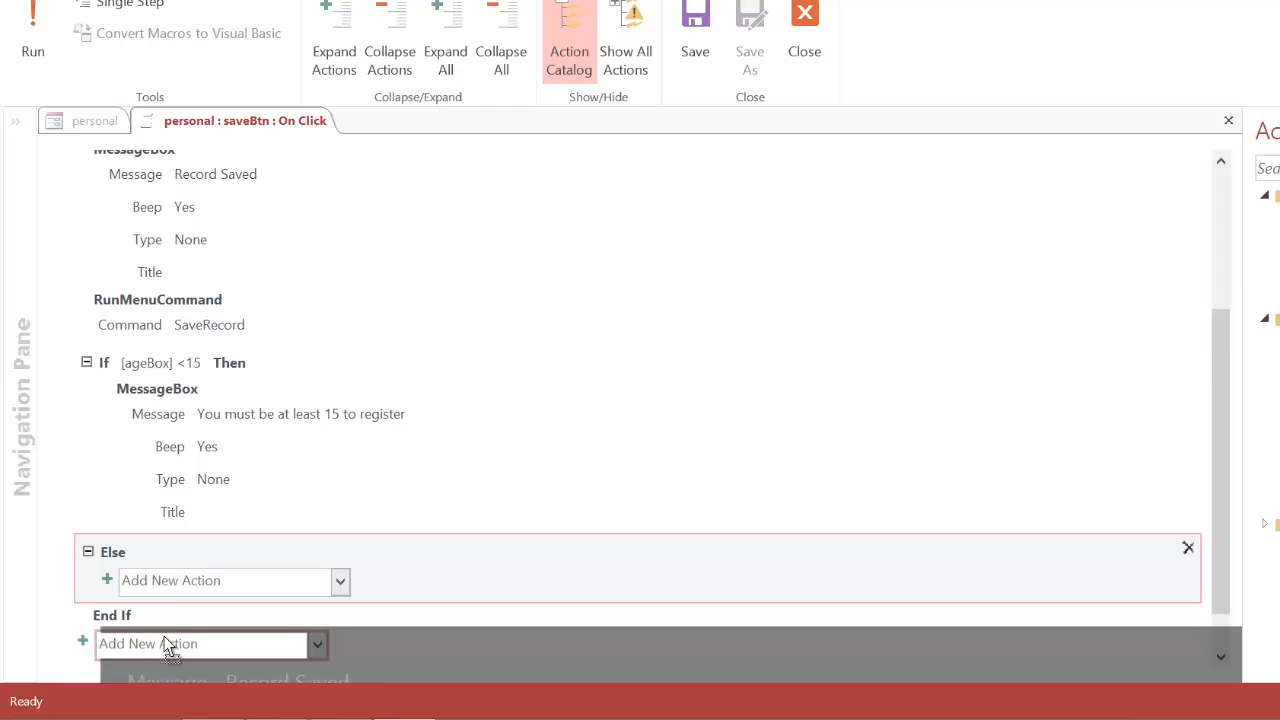 Single Step
Run
Convert Macros to Visual Basic
Expand Actions
Collapse Actions
Expand All
Collapse All
Action Catalog
Show All Actions
Save
Save As
Close
Tools
Collapse/Expand
Show/Hide
Close
personal
personal : saveBtn : On Click
MessageBox
Message Record Saved
Beep Yes
Type None
Title
RunMenuCommand
Command SaveRecord
If [ageBox] <15 Then
MessageBox
Message You must be at least 15 to register
Beep Yes
Type None
Title
Else
Add New Action
End If
Add New Action
Message Record Saved
Navigation Pane
Ready